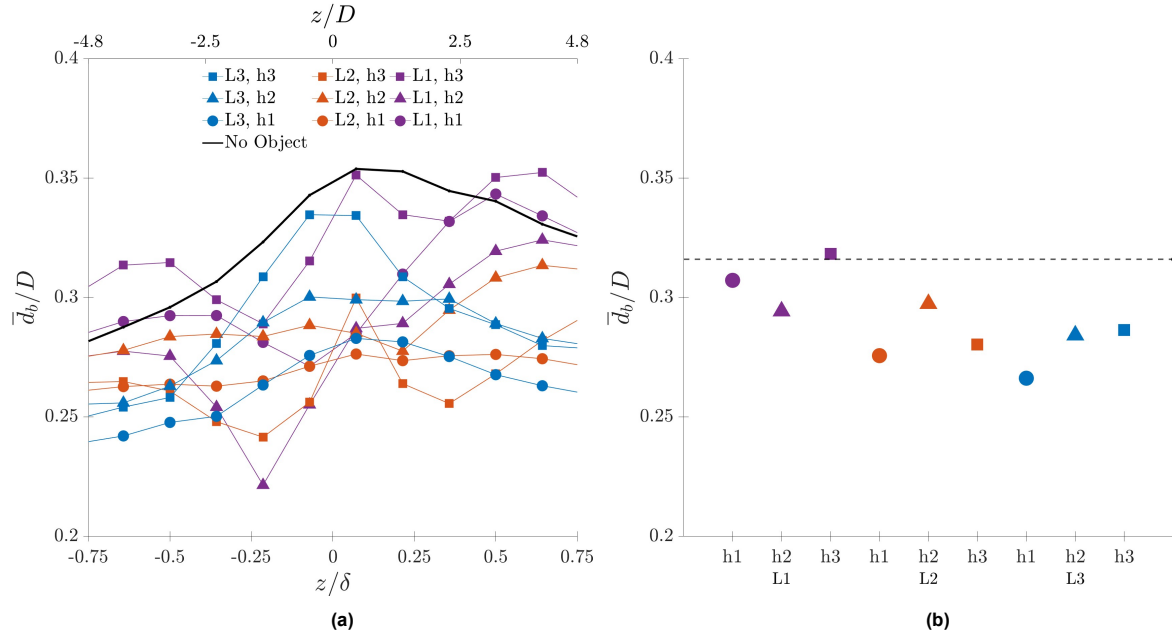 z/D
-4.8 -2.5 0 2.5 4.8
0.4
0.35
0.3
0.25
0.2
d̅_b/D
L3, h3 L2, h3 L1, h3
L3, h2 L2, h2 L1, h2
L3, h1 L2, h1 L1, h1
No Object
-0.75 -0.5 -0.25 0 0.25 0.5 0.75
z/δ
(a)
0.4
0.35
0.3
0.25
0.2
d̅_b/D
h1 h2 h3 h1 h2 h3 h1 h2 h3
L1 L2 L3
(b)